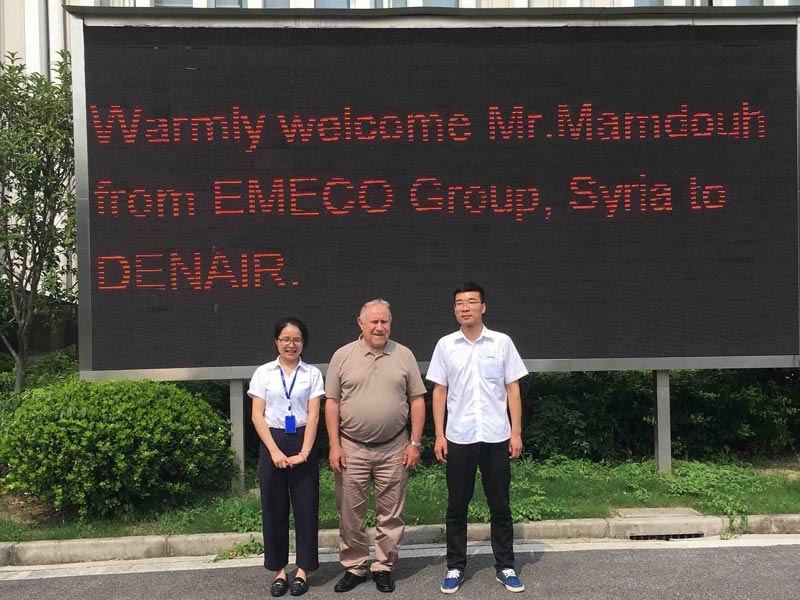 Warmly welcome Mr.Mamdouh
from EMECO Group, Syria to
DENAIR.